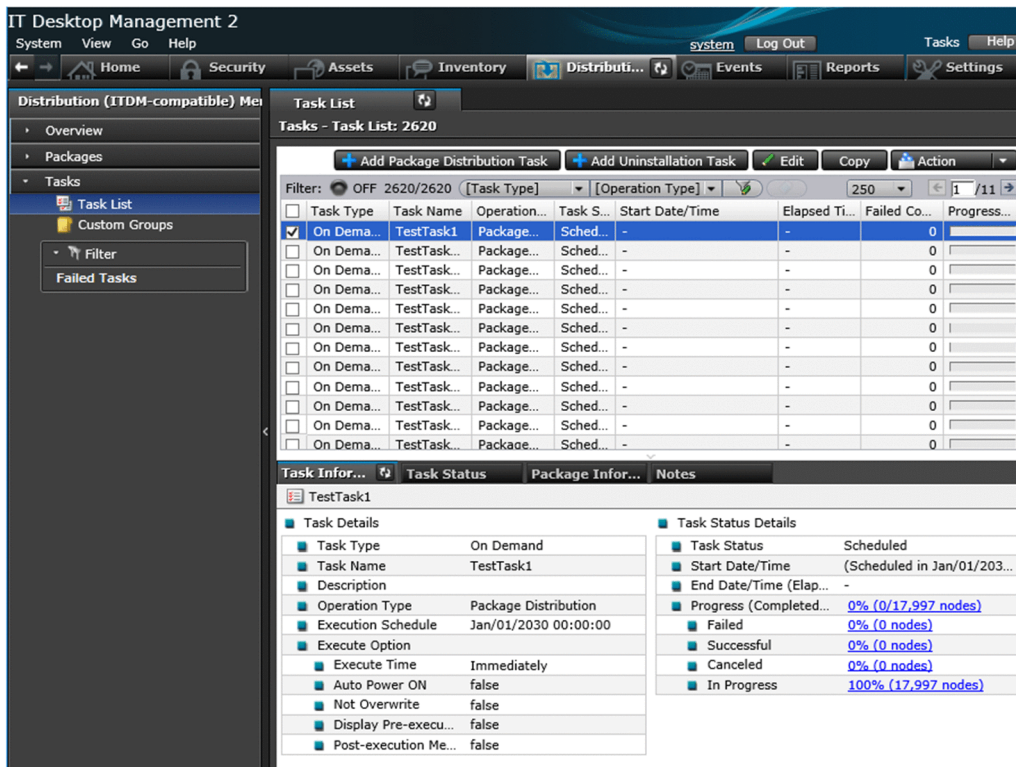 IT Desktop Management 2
System View Go Help system Log Out Tasks Help
Home Security Assets Inventory Distributi... Events Reports Settings
Distribution (ITDM-compatible) Me
Overview
Packages
Tasks
Task List
Custom Groups
Filter
Failed Tasks
Task List
Tasks - Task List: 2620
Add Package Distribution Task Add Uninstallation Task Edit Copy Action
Filter: OFF 2620/2620 [Task Type] [Operation Type] 250 1 /11
Task Type Task Name Operation... Task S... Start Date/Time Elapsed Ti... Failed Co... Progress...
On Dema... TestTask1 Package... Sched... - - 0
On Dema... TestTask... Package... Sched... - - 0
On Dema... TestTask... Package... Sched... - - 0
On Dema... TestTask... Package... Sched... - - 0
On Dema... TestTask... Package... Sched... - - 0
On Dema... TestTask... Package... Sched... - - 0
On Dema... TestTask... Package... Sched... - - 0
On Dema... TestTask... Package... Sched... - - 0
On Dema... TestTask... Package... Sched... - - 0
On Dema... TestTask... Package... Sched... - - 0
On Dema... TestTask... Package... Sched... - - 0
On Dema... TestTask... Package... Sched... - - 0
Task Infor... Task Status Package Infor... Notes
TestTask1
Task Details
Task Type On Demand
Task Name TestTask1
Description
Operation Type Package Distribution
Execution Schedule Jan/01/2030 00:00:00
Execute Option
Execute Time Immediately
Auto Power ON false
Not Overwrite false
Display Pre-execu... false
Post-execution Me... false
Task Status Details
Task Status Scheduled
Start Date/Time (Scheduled in Jan/01/203...
End Date/Time (Elap... -
Progress (Completed... 0% (0/17,997 nodes)
Failed 0% (0 nodes)
Successful 0% (0 nodes)
Canceled 0% (0 nodes)
In Progress 100% (17,997 nodes)